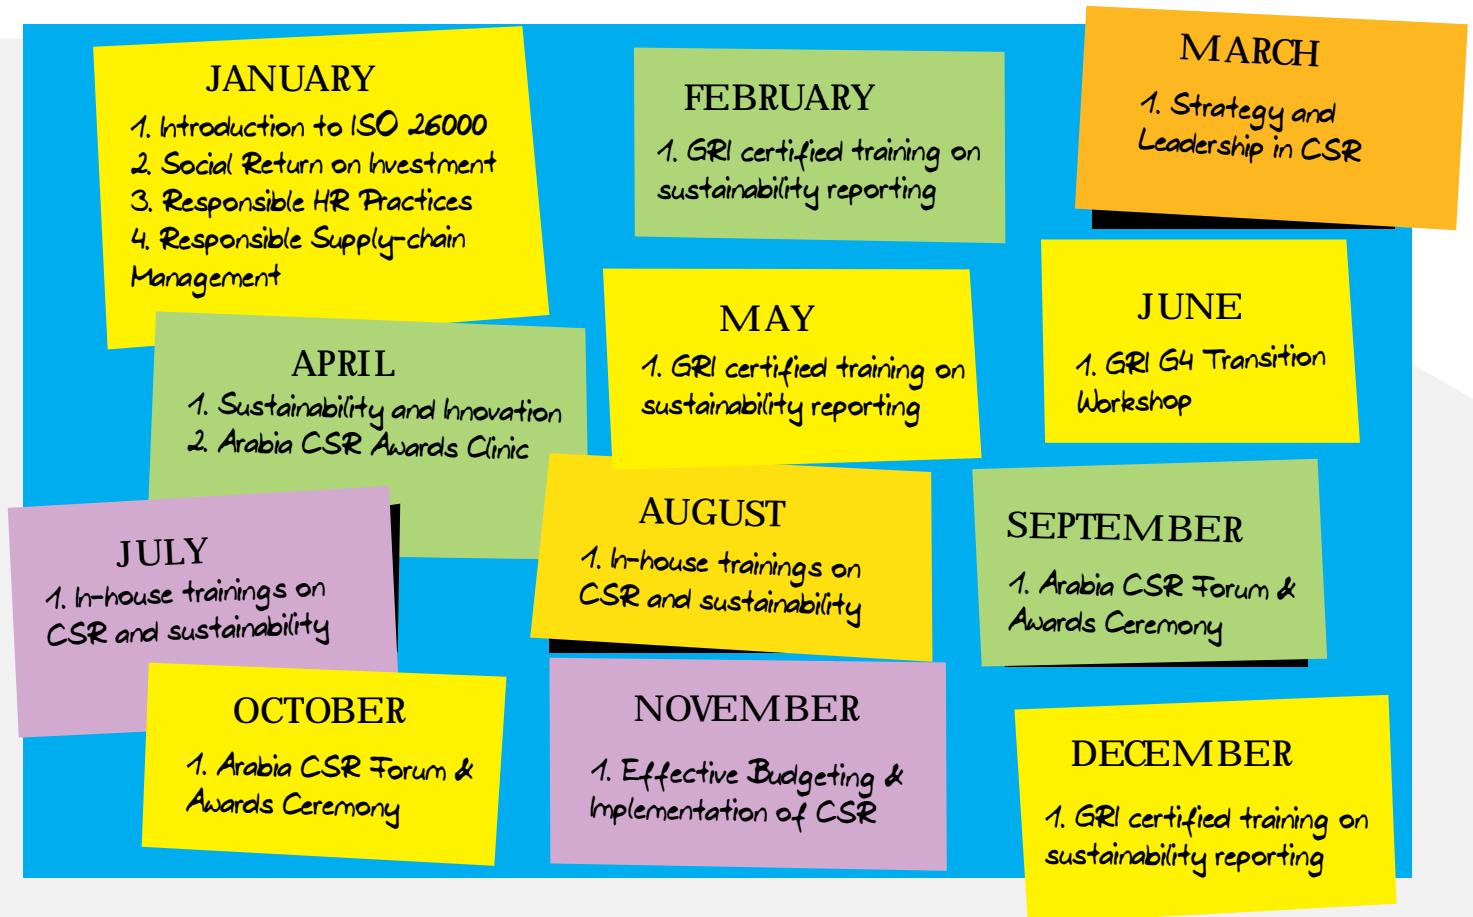 JANUARY
1. Introduction to ISO 26000
2. Social Return on Investment
3. Responsible HR Practices
4. Responsible Supply-chain
Management
FEBRUARY
1. GRI certified training on
sustainability reporting
MARCH
1. Strategy and
Leadership in CSR
APRIL
1. Sustainability and Innovation
2. Arabia CSR Awards Clinic
MAY
1. GRI certified training on
sustainability reporting
JUNE
1. GRI G4 Transition
Workshop
JULY
1. In-house trainings on
CSR and sustainability
AUGUST
1. In-house trainings on
CSR and sustainability
SEPTEMBER
1. Arabia CSR Forum &
Awards Ceremony
OCTOBER
1. Arabia CSR Forum &
Awards Ceremony
NOVEMBER
1. Effective Budgeting &
Implementation of CSR
DECEMBER
1. GRI certified training on
sustainability reporting